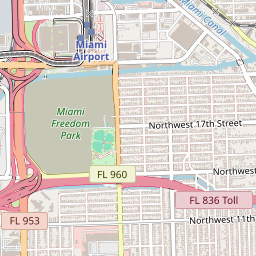 Miami Canal
Miami
Airport
Miami
Freedom
Park
Northwest 17th Street
FL 960
Northwest
FL 836 Toll
FL 953
Northwest 11th